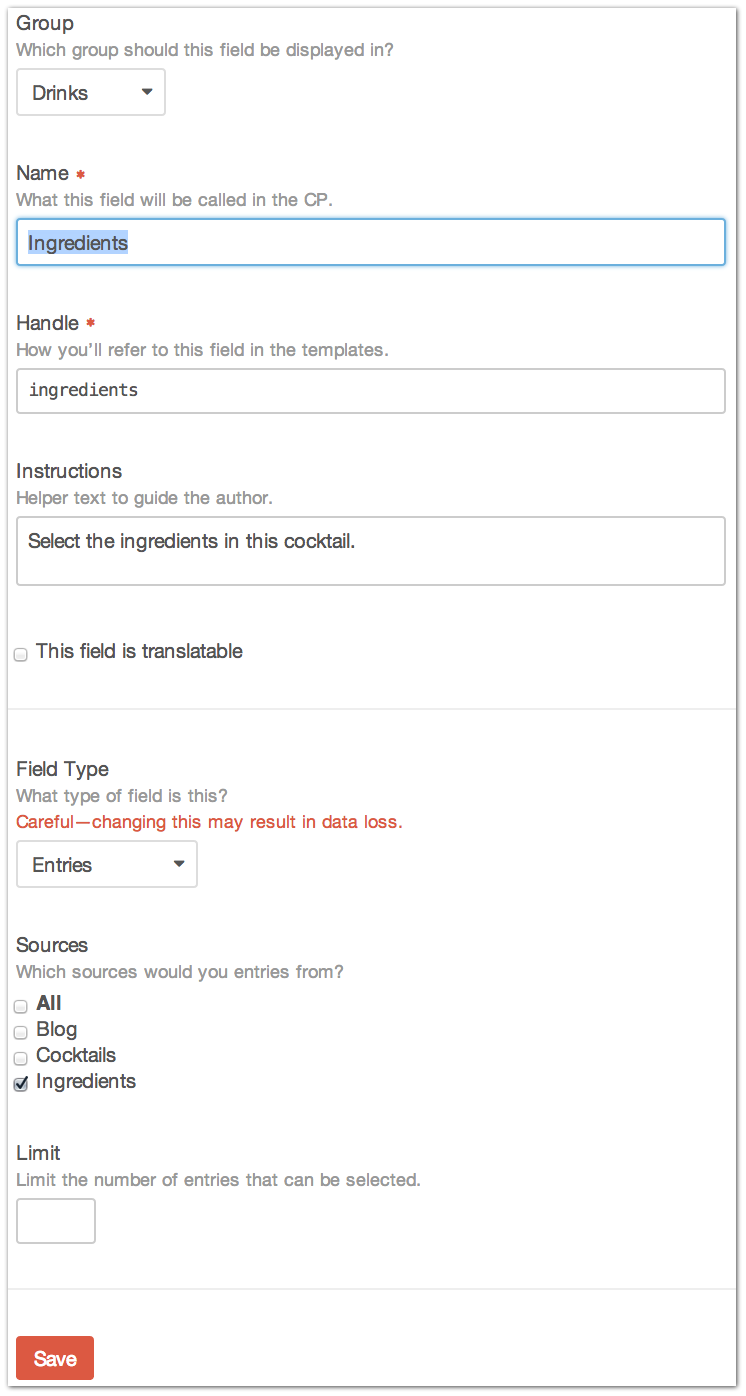 Group
Which group should this field be displayed in?
Drinks
Name *
What this field will be called in the CP.
Ingredients
Handle *
How you’ll refer to this field in the templates.
ingredients
Instructions
Helper text to guide the author.
Select the ingredients in this cocktail.
This field is translatable
Field Type
What type of field is this?
Careful—changing this may result in data loss.
Entries
Sources
Which sources would you entries from?
All
Blog
Cocktails
Ingredients
Limit
Limit the number of entries that can be selected.
Save